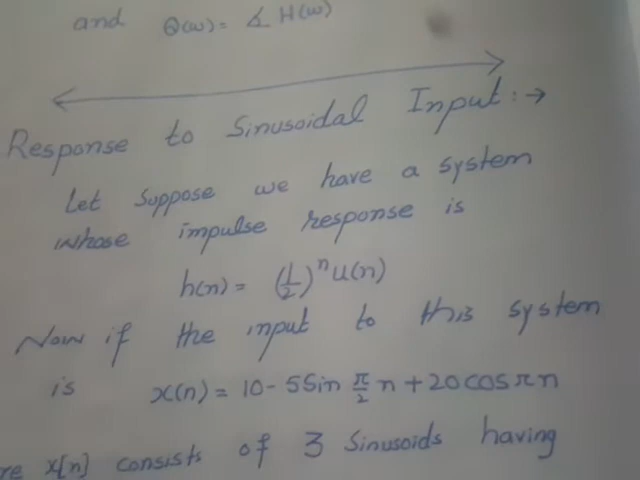 and θ(ω) = ∡ H(ω)
Response to Sinusoidal Input :→
Let suppose we have a system
whose impulse response is
h(n) = (1/2)^n u(n)
Now if the input to this system
is x(n) = 10 - 5 Sin π/2 n + 20 cos πn
x[n] consists of 3 Sinusoids having